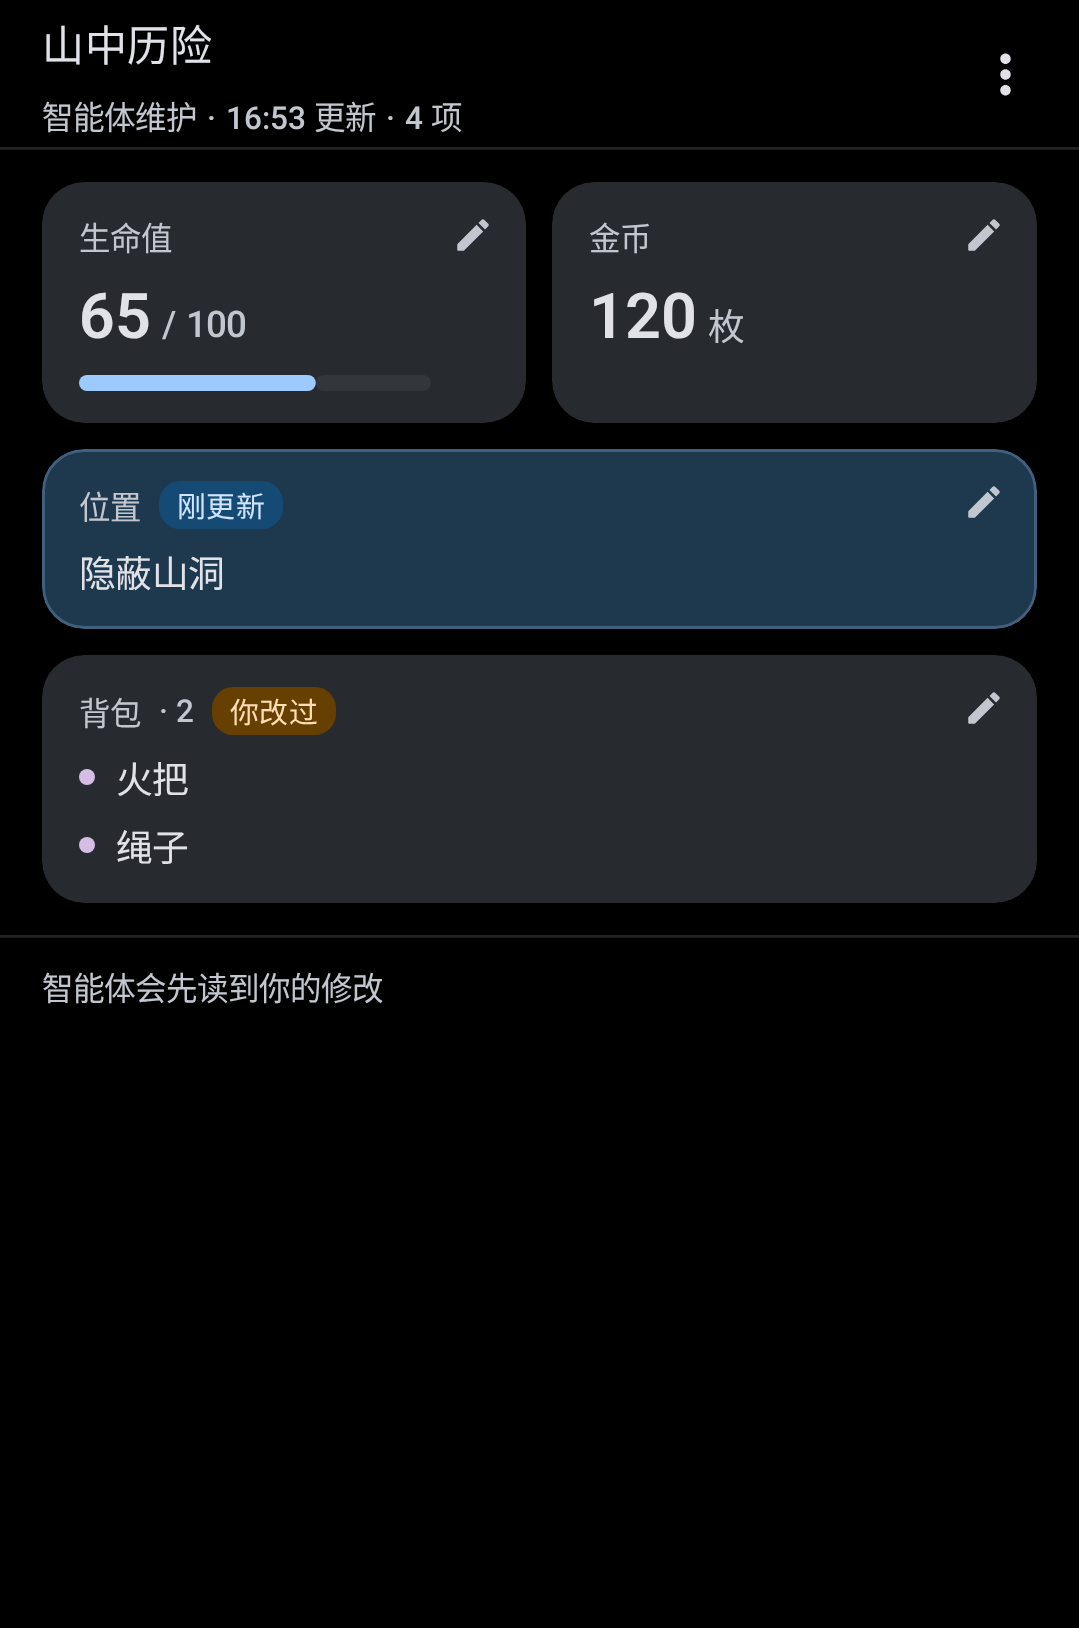 山中历险
智能体维护 · 16:53 更新 · 4 项
生命值
65 / 100
金币
120 枚
位置 刚更新
隐蔽山洞
背包 · 2 你改过
火把
绳子
智能体会先读到你的修改